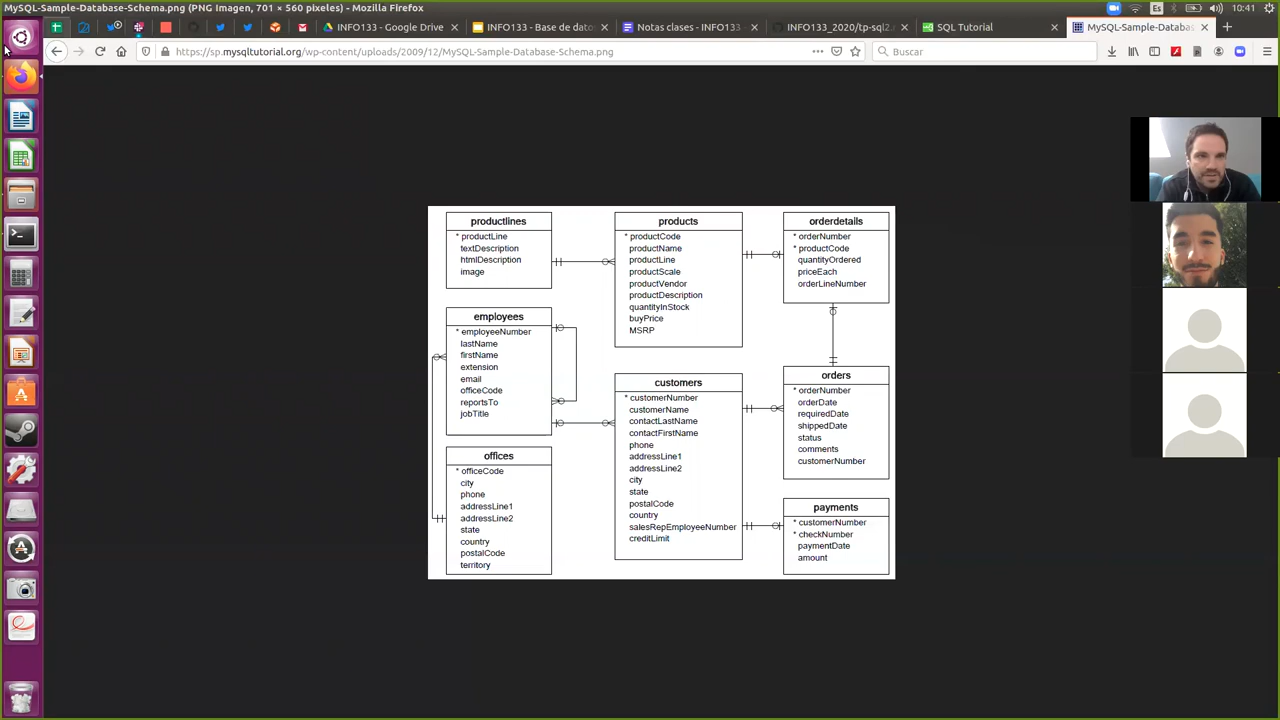 MySQL-Sample-Database-Schema.png (PNG Imagen, 701 × 560 pixeles) - Mozilla Firefox
Es
10:41
INFO133 - Google Drive
INFO133 - Base de dato
Notas clases - INFO133
INFO133_2020/tp-sql2.
SQL Tutorial
MySQL-Sample-Databas
https://sp.mysqltutorial.org/wp-content/uploads/2009/12/MySQL-Sample-Database-Schema.png
Buscar
productlines
* productLine
textDescription
htmlDescription
image
products
* productCode
productName
productLine
productScale
productVendor
productDescription
quantityInStock
buyPrice
MSRP
orderdetails
* orderNumber
* productCode
quantityOrdered
priceEach
orderLineNumber
employees
* employeeNumber
lastName
firstName
extension
email
officeCode
reportsTo
jobTitle
customers
* customerNumber
customerName
contactLastName
contactFirstName
phone
addressLine1
addressLine2
city
state
postalCode
country
salesRepEmployeeNumber
creditLimit
orders
* orderNumber
orderDate
requiredDate
shippedDate
status
comments
customerNumber
offices
* officeCode
city
phone
addressLine1
addressLine2
state
country
postalCode
territory
payments
* customerNumber
* checkNumber
paymentDate
amount